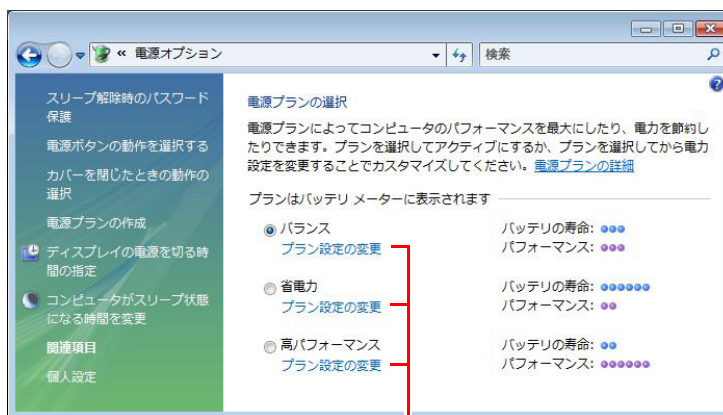 « 電源オプション
検索
スリープ解除時のパスワード
保護
電源ボタンの動作を選択する
カバーを閉じたときの動作の
選択
電源プランの作成
ディスプレイの電源を切る時
間の指定
コンピュータがスリープ状態
になる時間を変更
関連項目
個人設定
電源プランの選択
電源プランによってコンピュータのパフォーマンスを最大にしたり、電力を節約し
たりできます。プランを選択してアクティブにするか、プランを選択してから電力
設定を変更することでカスタマイズしてください。電源プランの詳細
プランはバッテリ メーターに表示されます
バランス
プラン設定の変更
バッテリの寿命:
パフォーマンス:
省電力
プラン設定の変更
バッテリの寿命:
パフォーマンス:
高パフォーマンス
プラン設定の変更
バッテリの寿命:
パフォーマンス: